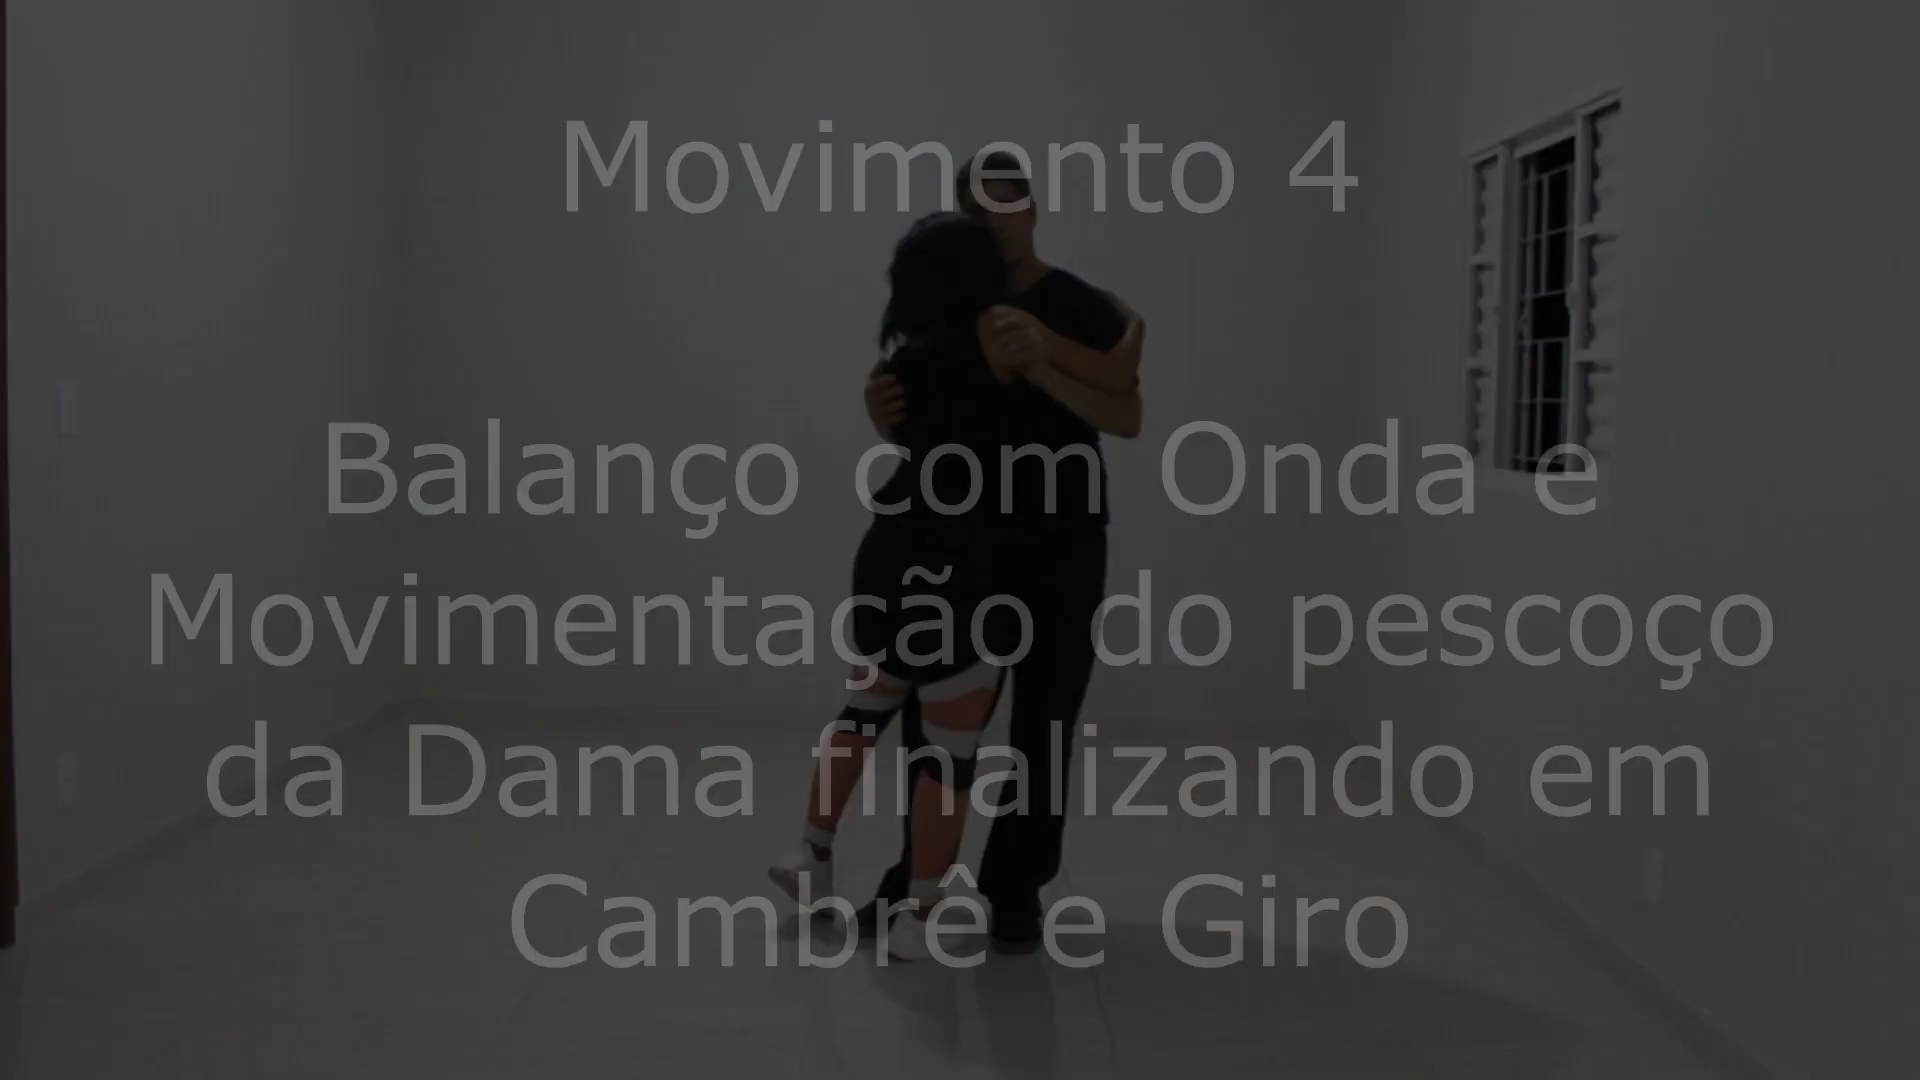 Movimento 4
Balanço com Onda e
Movimentação do pescoço
da Dama finalizando em
Cambrê e Giro